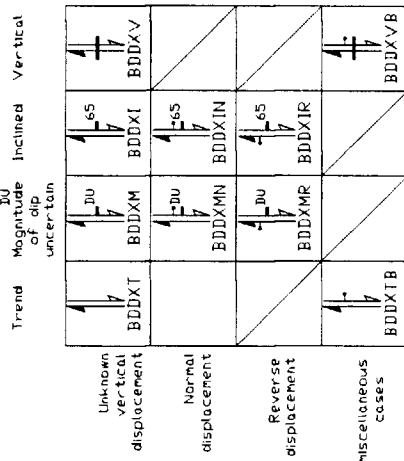 Trend
DU
Magnitude
of dip
uncertain
Inclined
Vertical
Unknown
vertical
displacement
BDDXT
DU
BDDXM
65
BDDXI
BDDXV
Normal
displacement
DU
BDDXMN
65
BDDXIN
Reverse
displacement
DU
BDDXMR
65
BDDXIR
Miscellaneous
cases
BDDXTB
BDDXVB